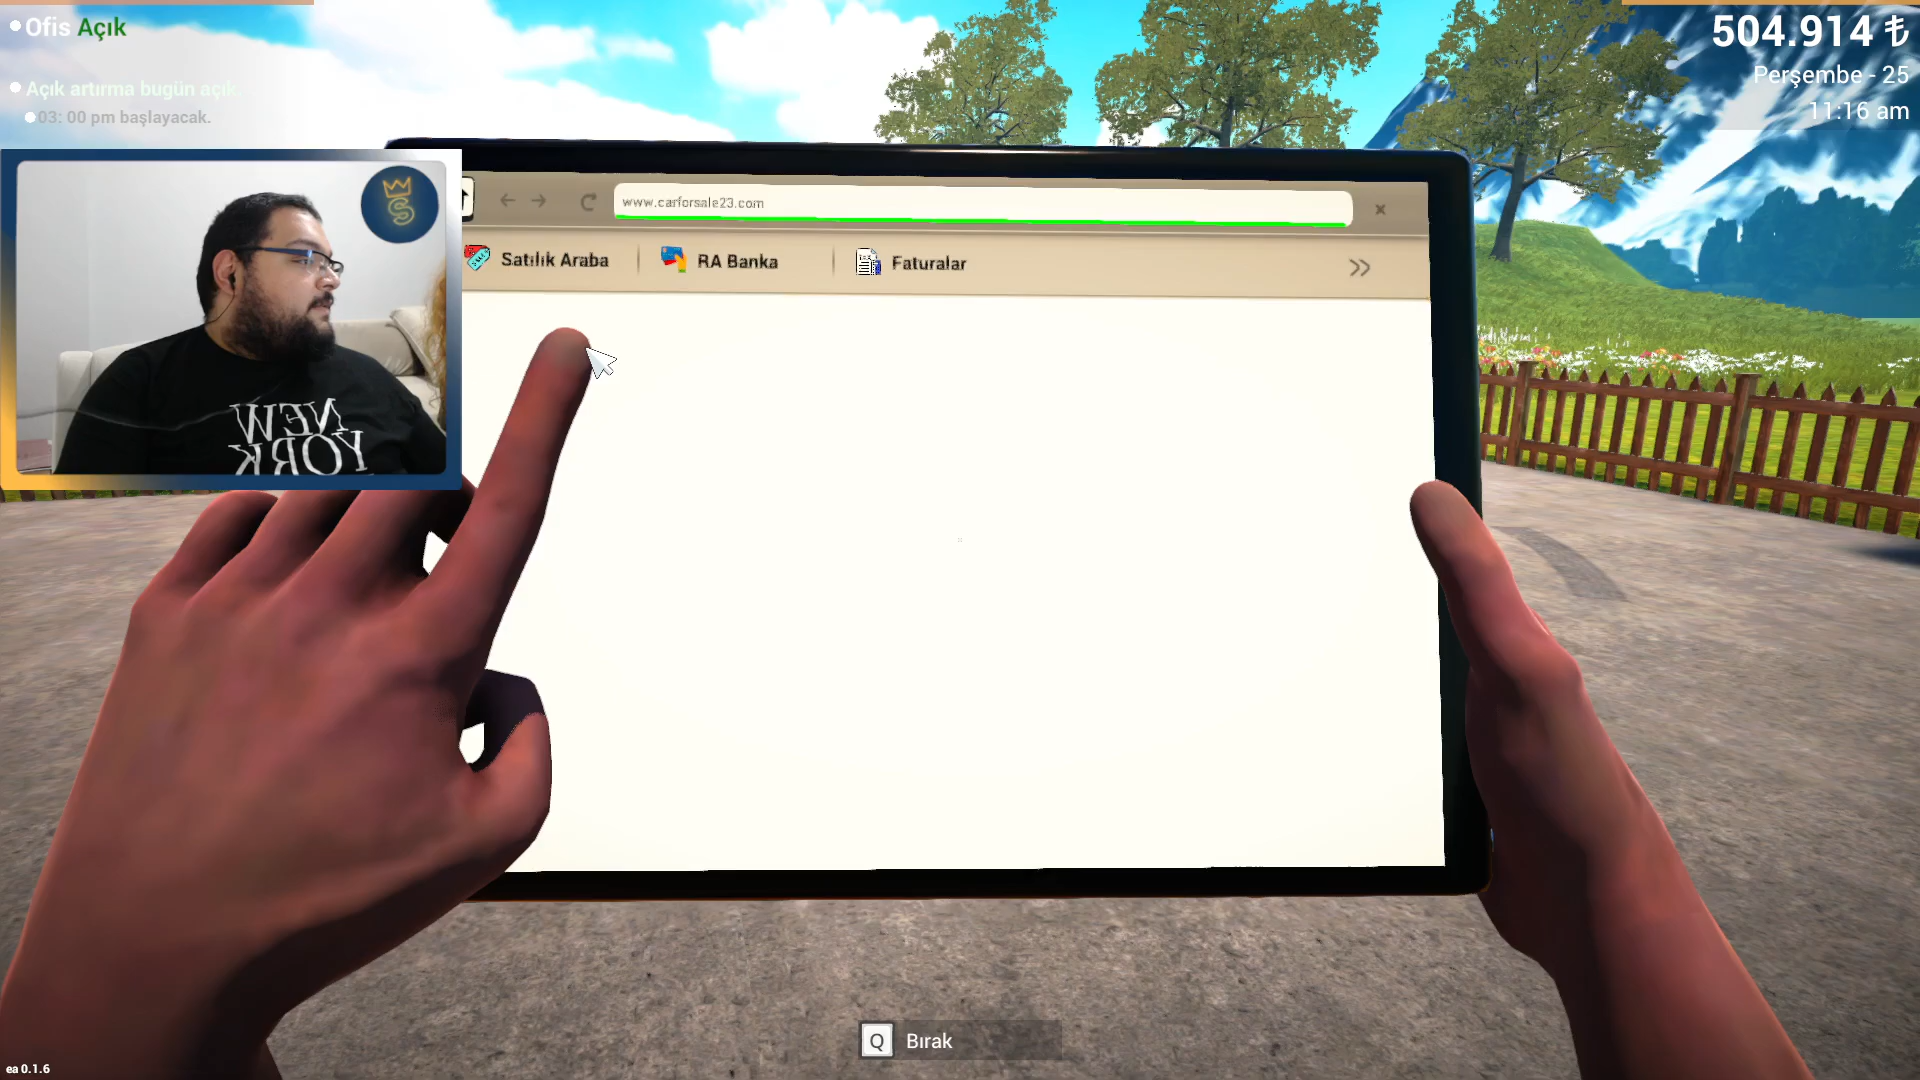 Ofis Açık
Açık artırma bugün açık.
03: 00 pm başlayacak.
504.914 ₺
Perşembe - 25
11:16 am
www.carforsale23.com
Satılık Araba
RA Banka
Faturalar
S
NEW
YORK
Q Bırak
ea 0.1.6